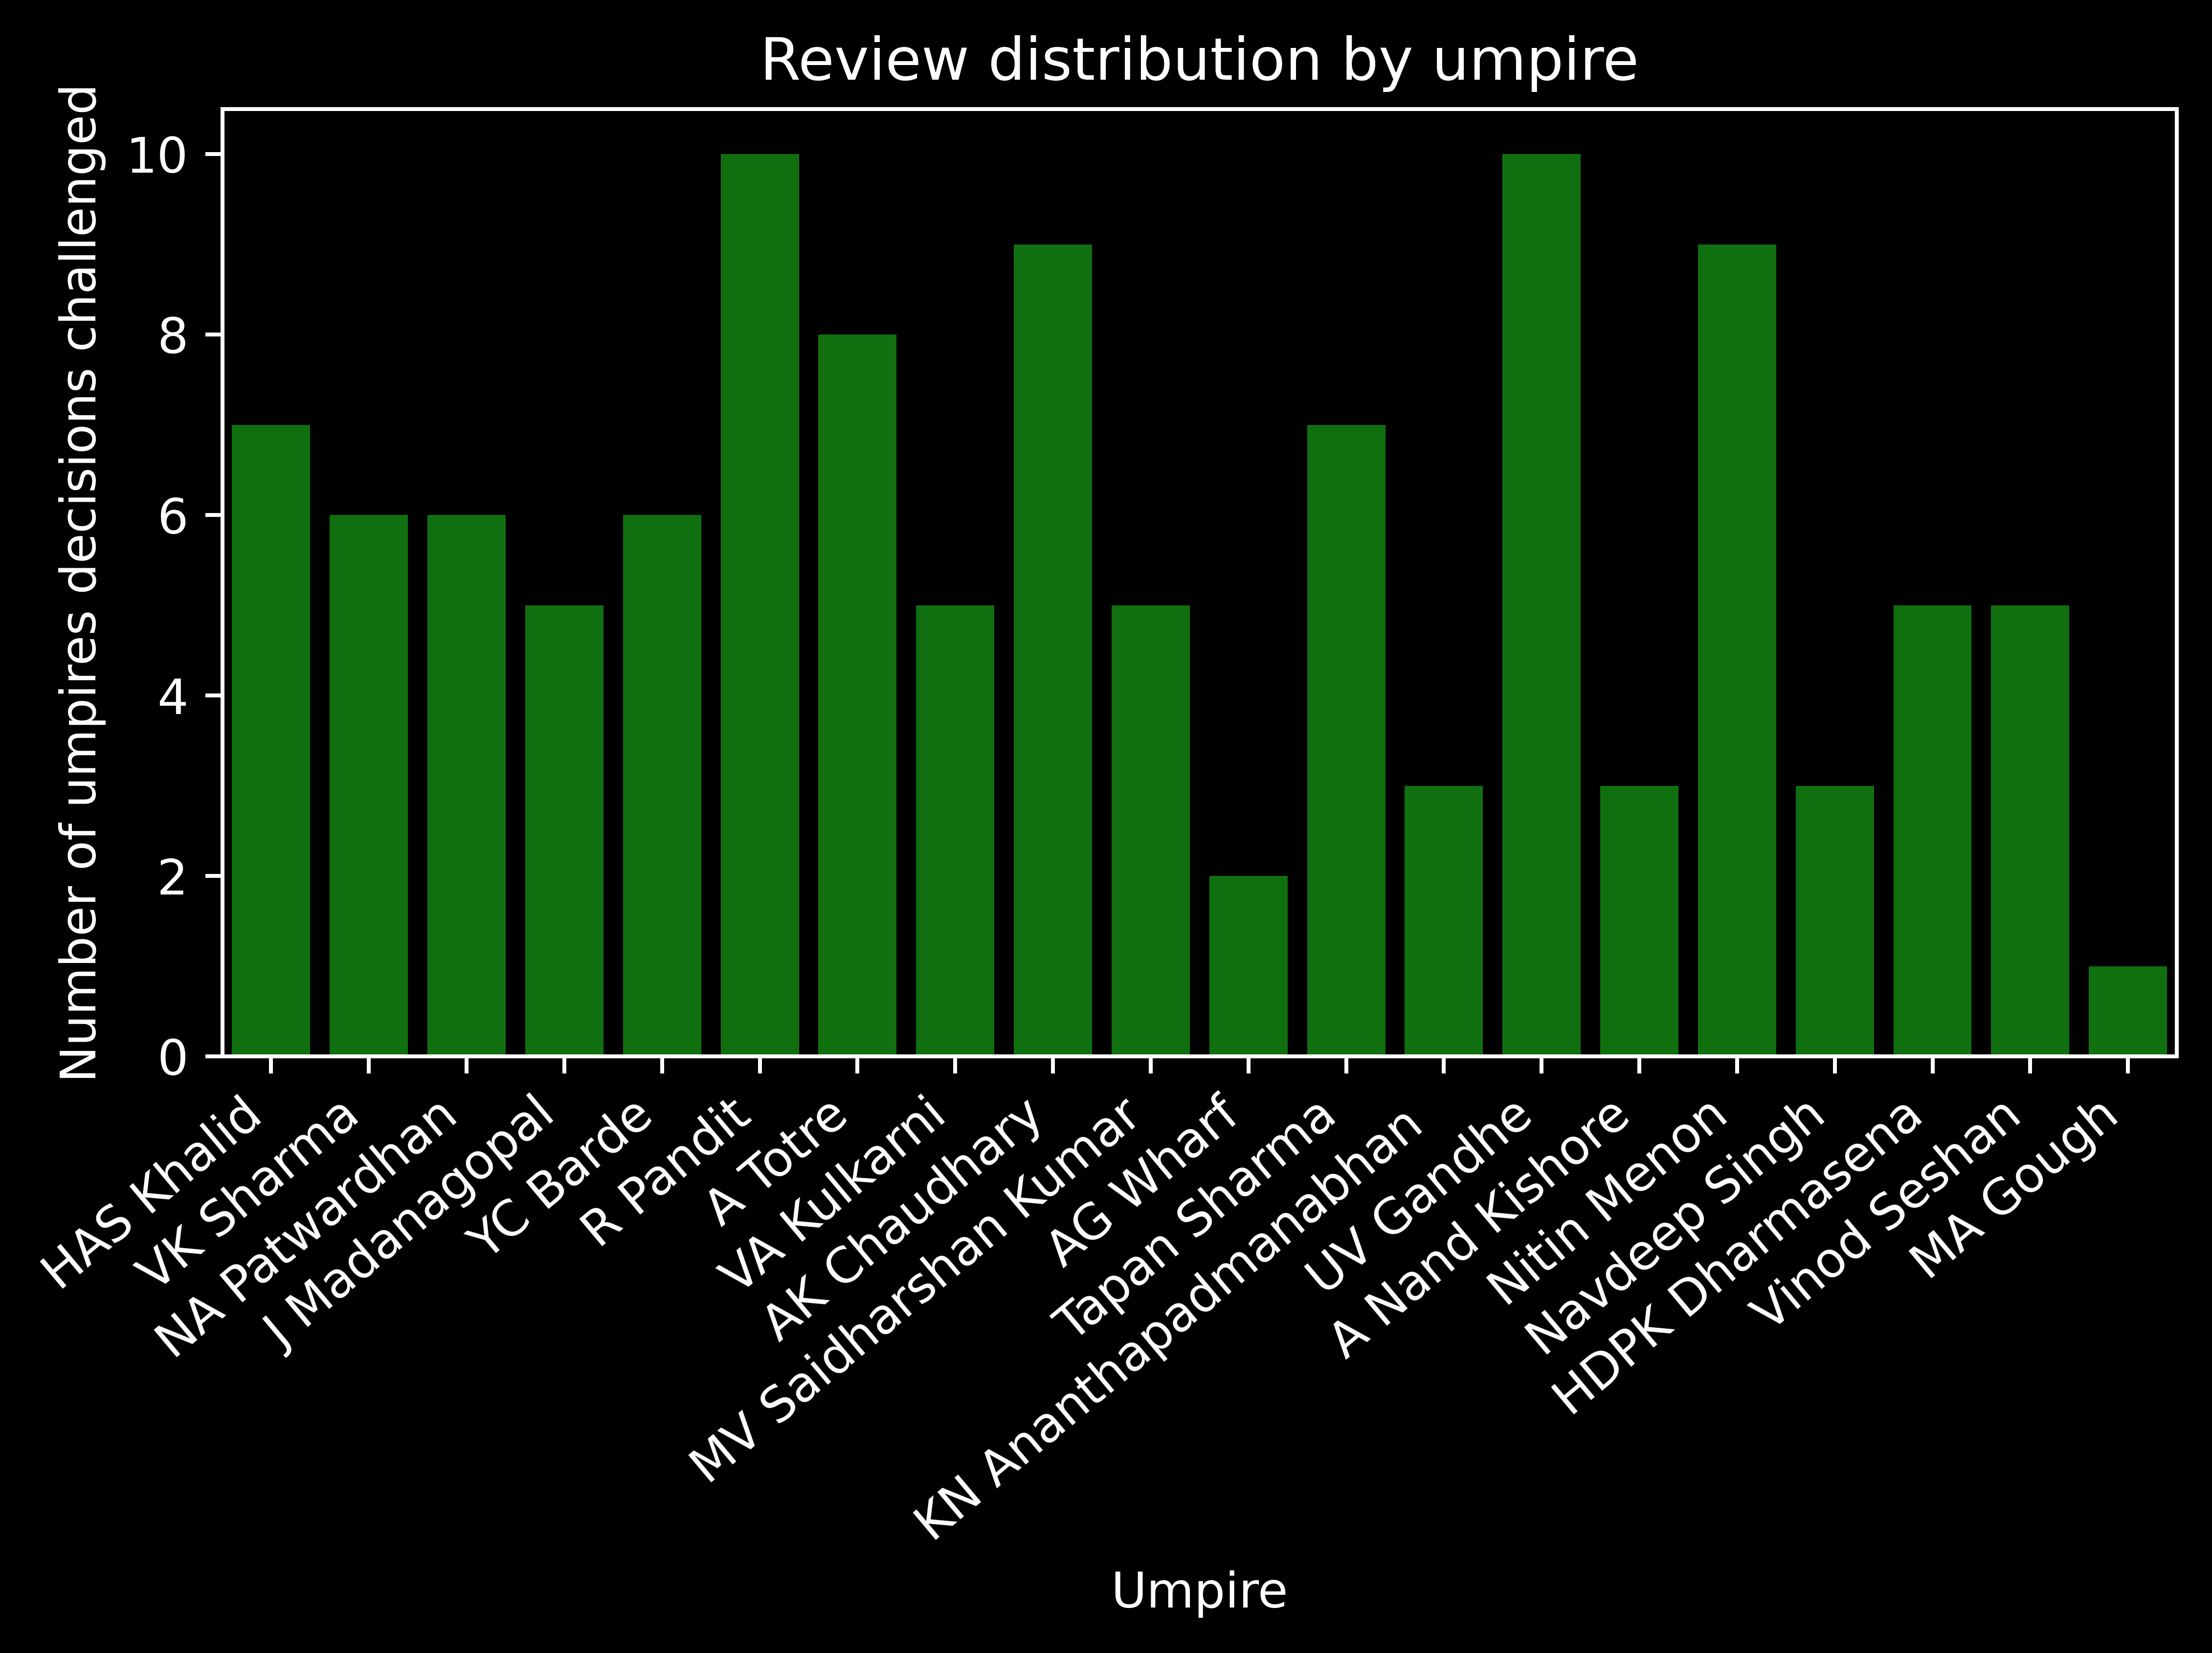 Review distribution by umpire
Number of umpires decisions challenged
10
8
6
4
2
0
HAS Khalid
VK Sharma
NA Patwardhan
J Madanagopal
YC Barde
R Pandit
A Totre
VA Kulkarni
AK Chaudhary
MV Saidharshan Kumar
AG Wharf
Tapan Sharma
KN Ananthapadmanabhan
UV Gandhe
A Nand Kishore
Nitin Menon
Navdeep Singh
HDPK Dharmasena
Vinod Seshan
MA Gough
Umpire